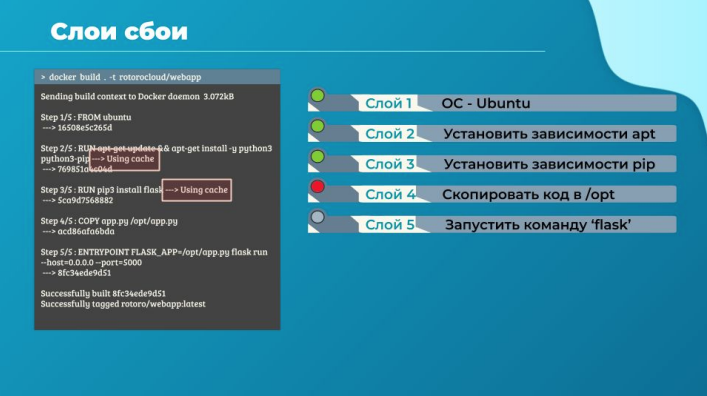 Слои сбои
> docker build . -t rotorocloud/webapp
Sending build context to Docker daemon 3.072kB
Step 1/5 : FROM ubuntu
---> 16508e5c265d
Step 2/5 : RUN apt-get update && apt-get install -y python3
python3-pip ---> Using cache
---> 769851a4c04d
Step 3/5 : RUN pip3 install flask ---> Using cache
---> 5ca9d7568882
Step 4/5 : COPY app.py /opt/app.py
---> acd86afa6bda
Step 5/5 : ENTRYPOINT FLASK_APP=/opt/app.py flask run
--host=0.0.0.0 --port=5000
---> 8fc34ede9d51
Successfully built 8fc34ede9d51
Successfully tagged rotoro/webapp:latest
Слой 1 ОС - Ubuntu
Слой 2 Установить зависимости apt
Слой 3 Установить зависимости pip
Слой 4 Скопировать код в /opt
Слой 5 Запустить команду ‘flask’